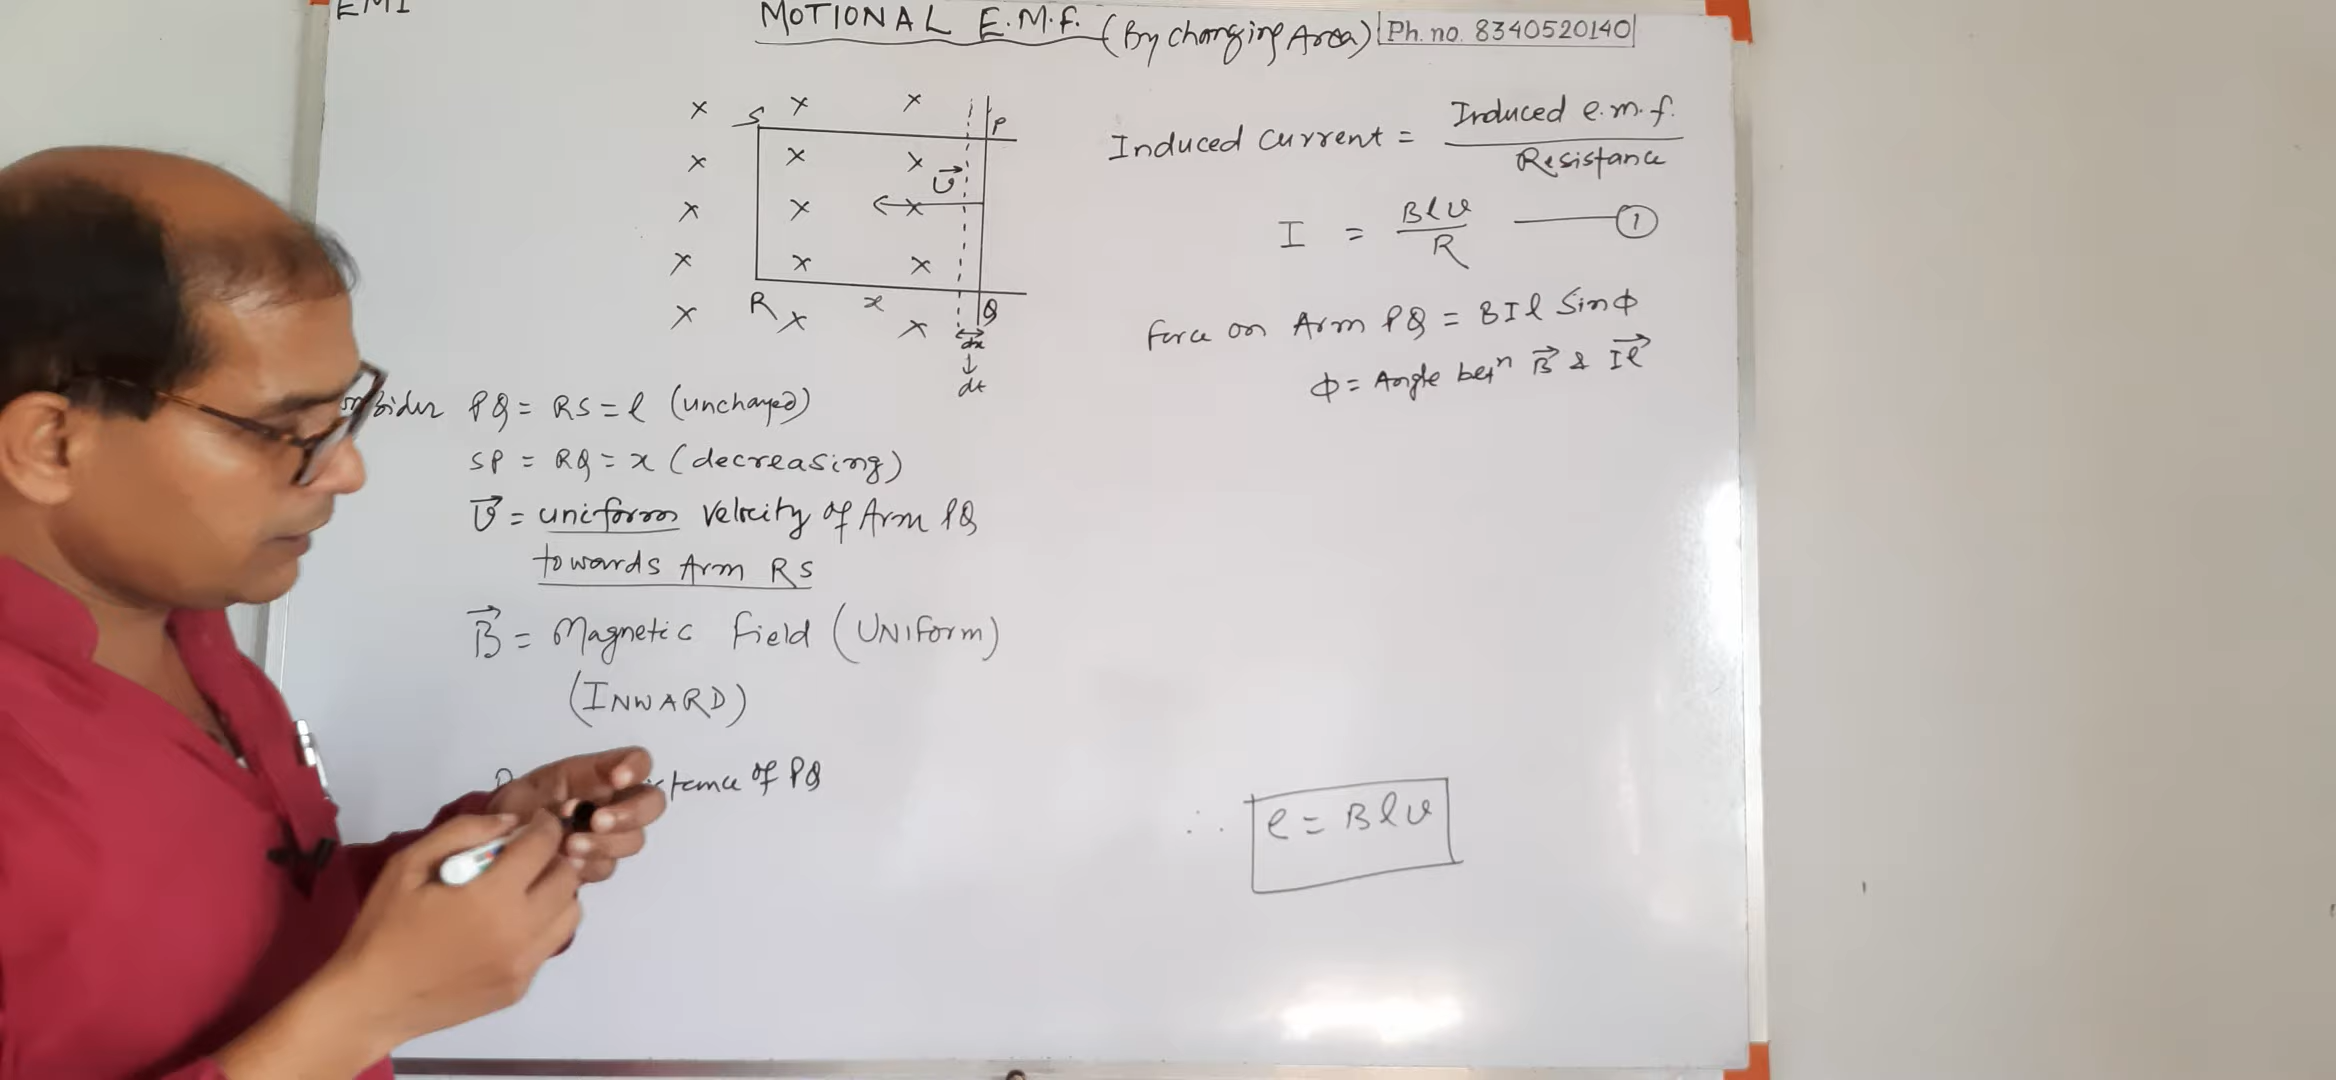 EMI
MOTIONAL E.M.F. (By changing Area) Ph. no. 8340520140
S
P
v⃗
R
x
Q
dx
↓
dt
PQ = RS = l (unchanged)
SP = RQ = x (decreasing)
v⃗ = uniform velocity of Arm PQ
towards Arm RS
B⃗ = Magnetic Field (UNIForm)
(INWARD)
of PQ
Induced Current = Induced e.m.f. / Resistance
I = Blv / R ——— ①
Force on Arm PQ = BIl Sinϕ
ϕ = Angle betⁿ B⃗ & Il⃗
∴ e = Blv